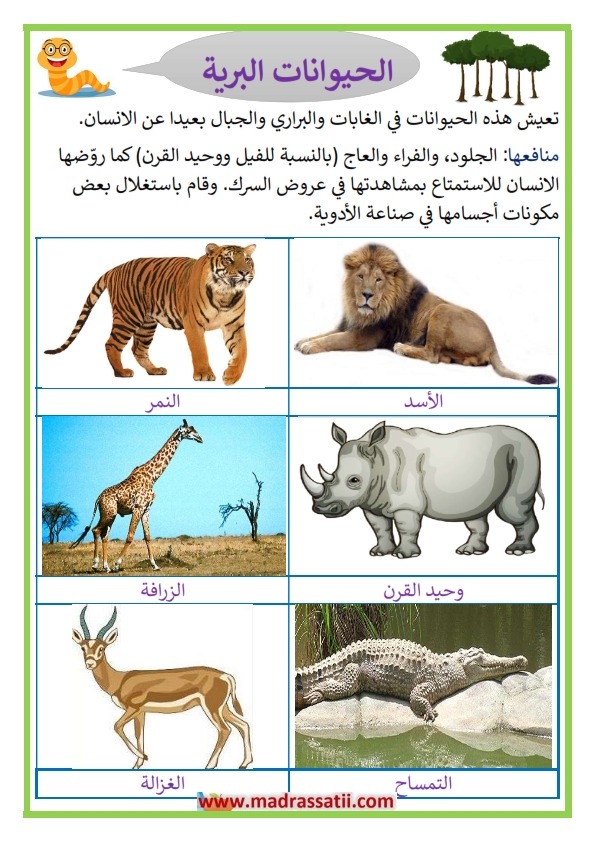 الحيوانات البرية
تعيش هذه الحيوانات في الغابات والبراري والجبال بعيدا عن الانسان.
منافعها: الجلود، والفراء والعاج (بالنسبة للفيل ووحيد القرن) كما روّضها
الانسان للاستمتاع بمشاهدتها في عروض السرك. وقام باستغلال بعض
مكونات أجسامها في صناعة الأدوية.
الأسد
النمر
وحيد القرن
الزرافة
التمساح
الغزالة
www.madrassatii.com